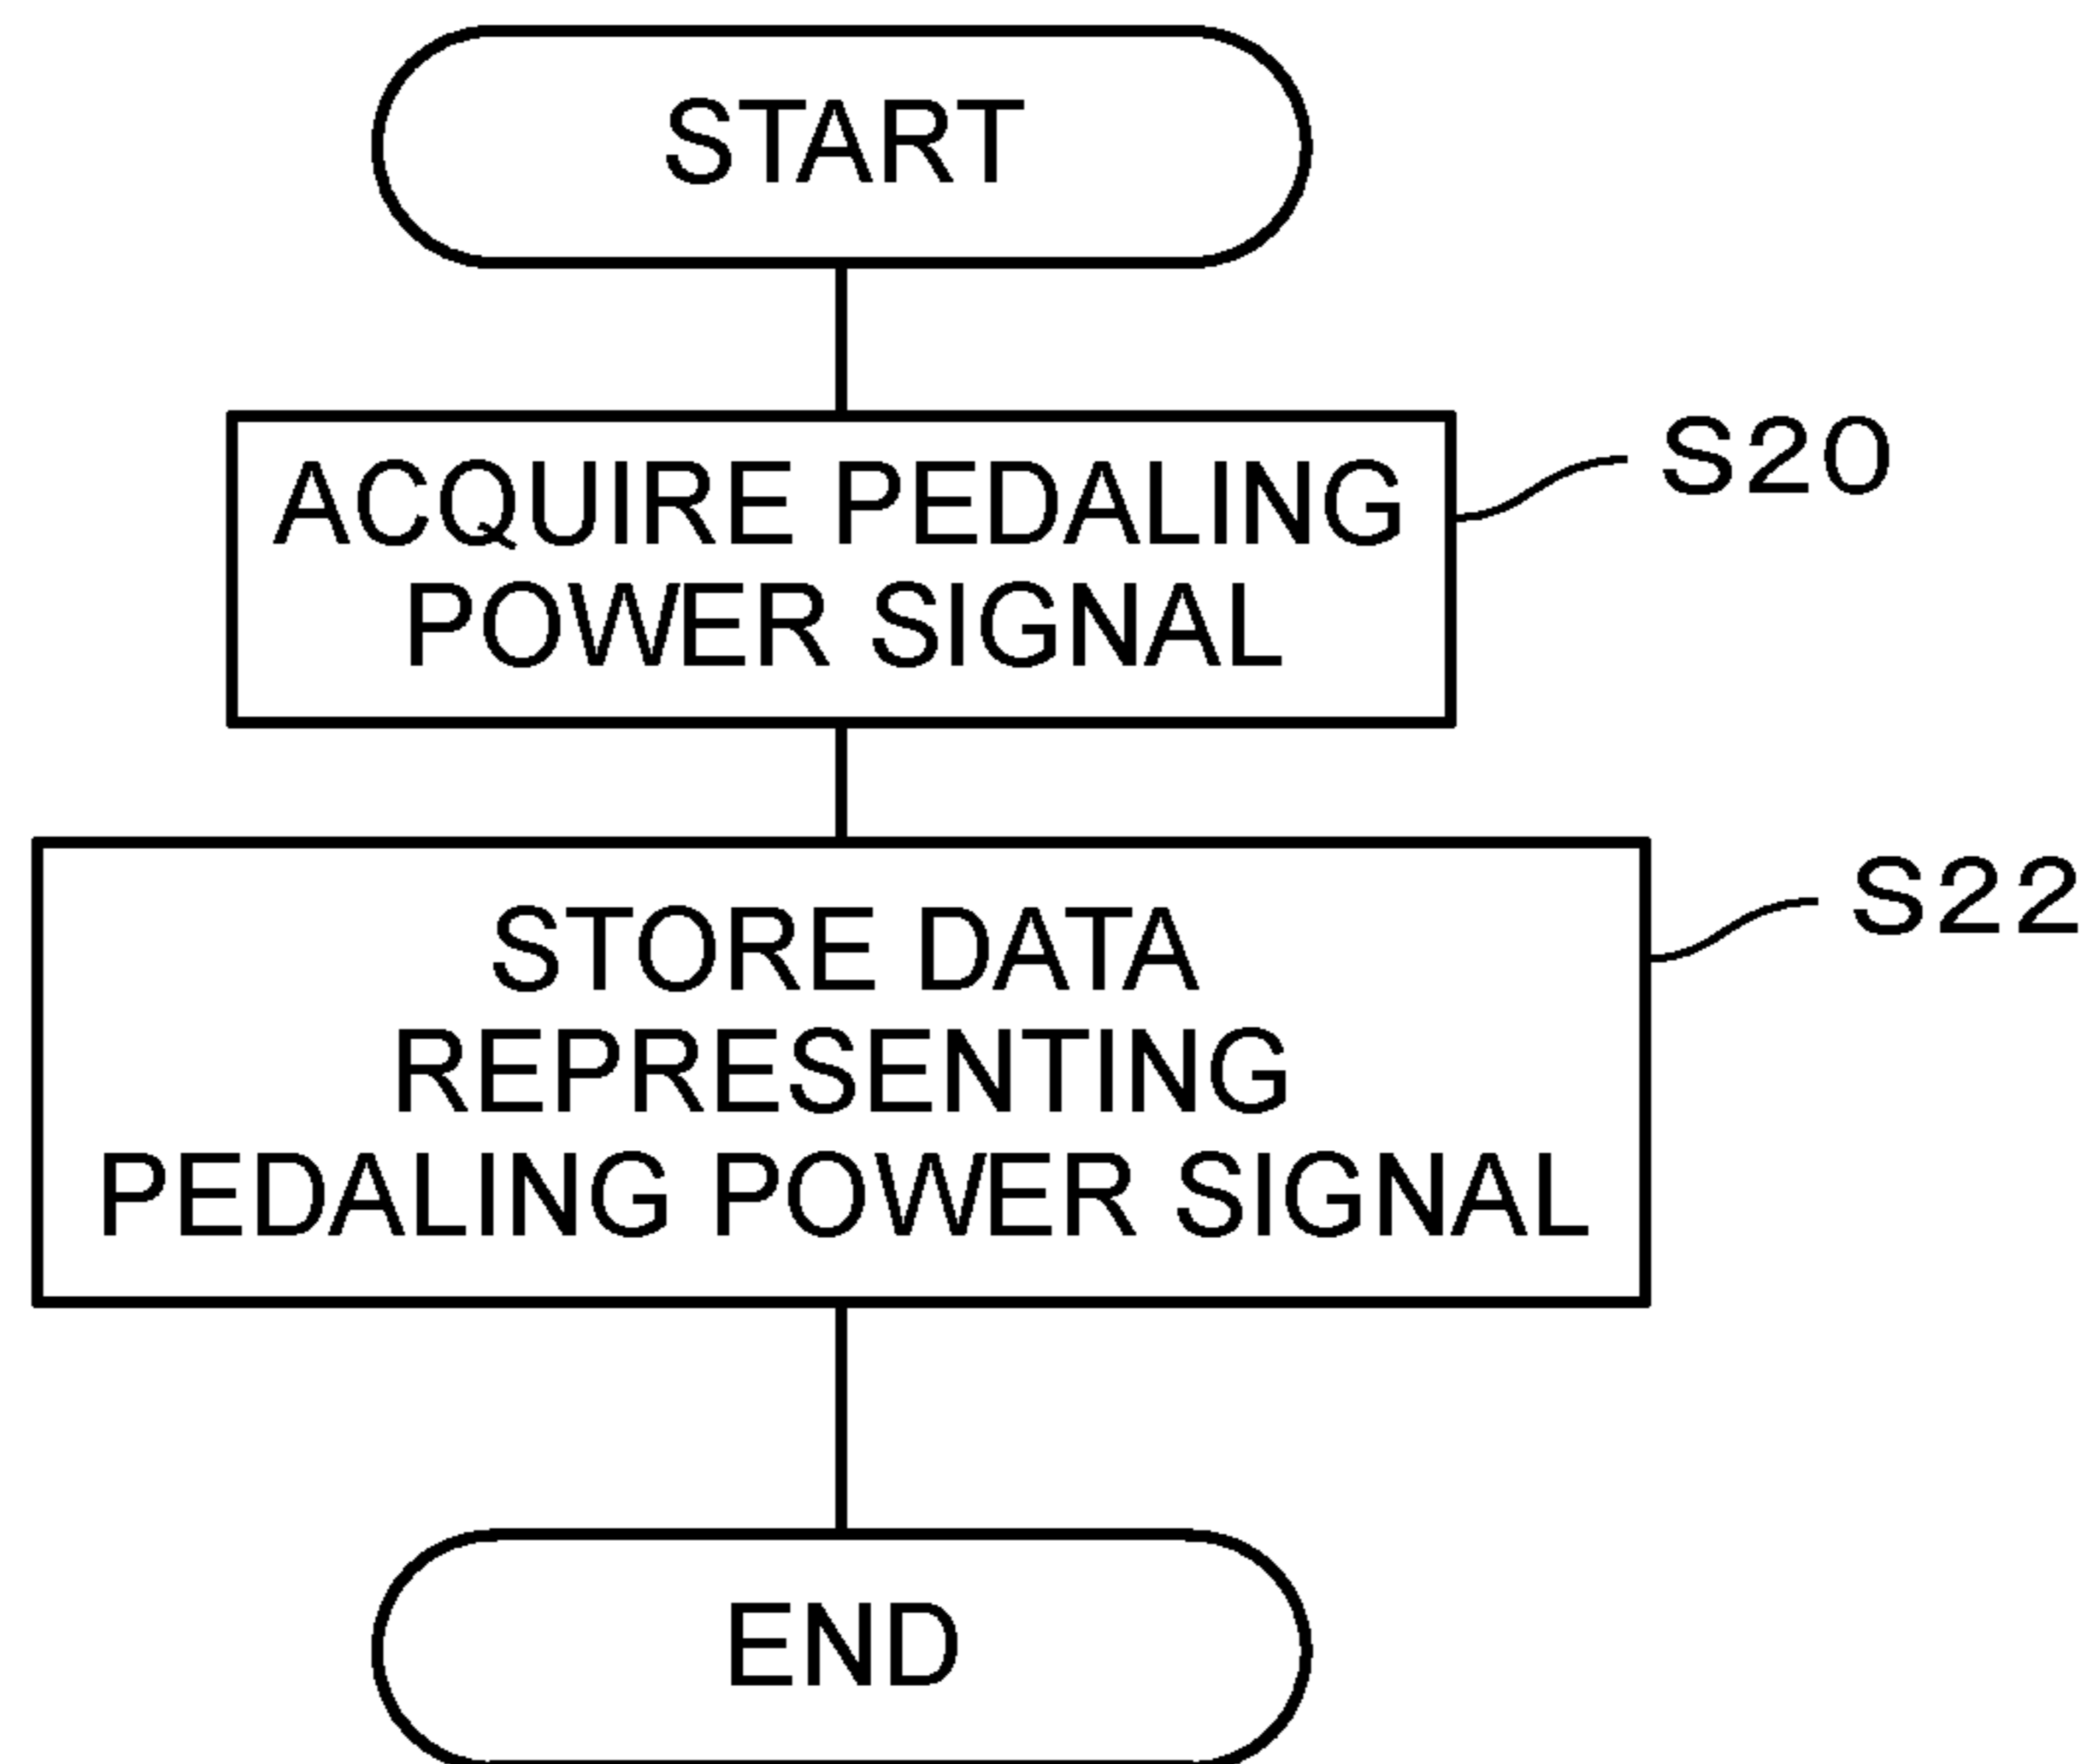 START
ACQUIRE PEDALING
POWER SIGNAL
S20
STORE DATA
REPRESENTING
PEDALING POWER SIGNAL
S22
END